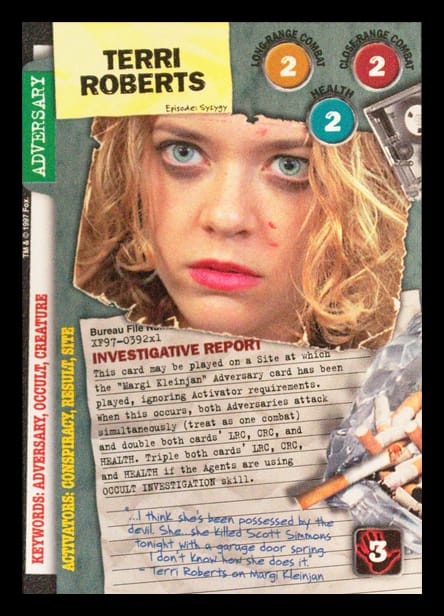 TERRI
ROBERTS
Episode: Syzygy
LONG-RANGE COMBAT
2
CLOSE-RANGE COMBAT
2
HEALTH
2
ADVERSARY
TM & © 1997 Fox.
KEYWORDS: ADVERSARY, OCCULT, CREATURE
ACTIVATORS: CONSPIRACY, RESULT, SITE
Bureau File
XF97-0392x1
INVESTIGATIVE REPORT
This card may be played on a Site at which
the "Margi Kleinjan" Adversary card has been
played, ignoring Activator requirements.
When this occurs, both Adversaries attack
simultaneously (treat as one combat)
and double both cards' LRC, CRC, and
HEALTH. Triple both cards' LRC, CRC,
and HEALTH if the Agents are using
OCCULT INVESTIGATION skill.
"...I think she's been possessed by the
devil. She...she killed Scott Simmons
tonight with a garage door spring.
I don't know how she does it."
- Terri Roberts on Margi Kleinjan
3